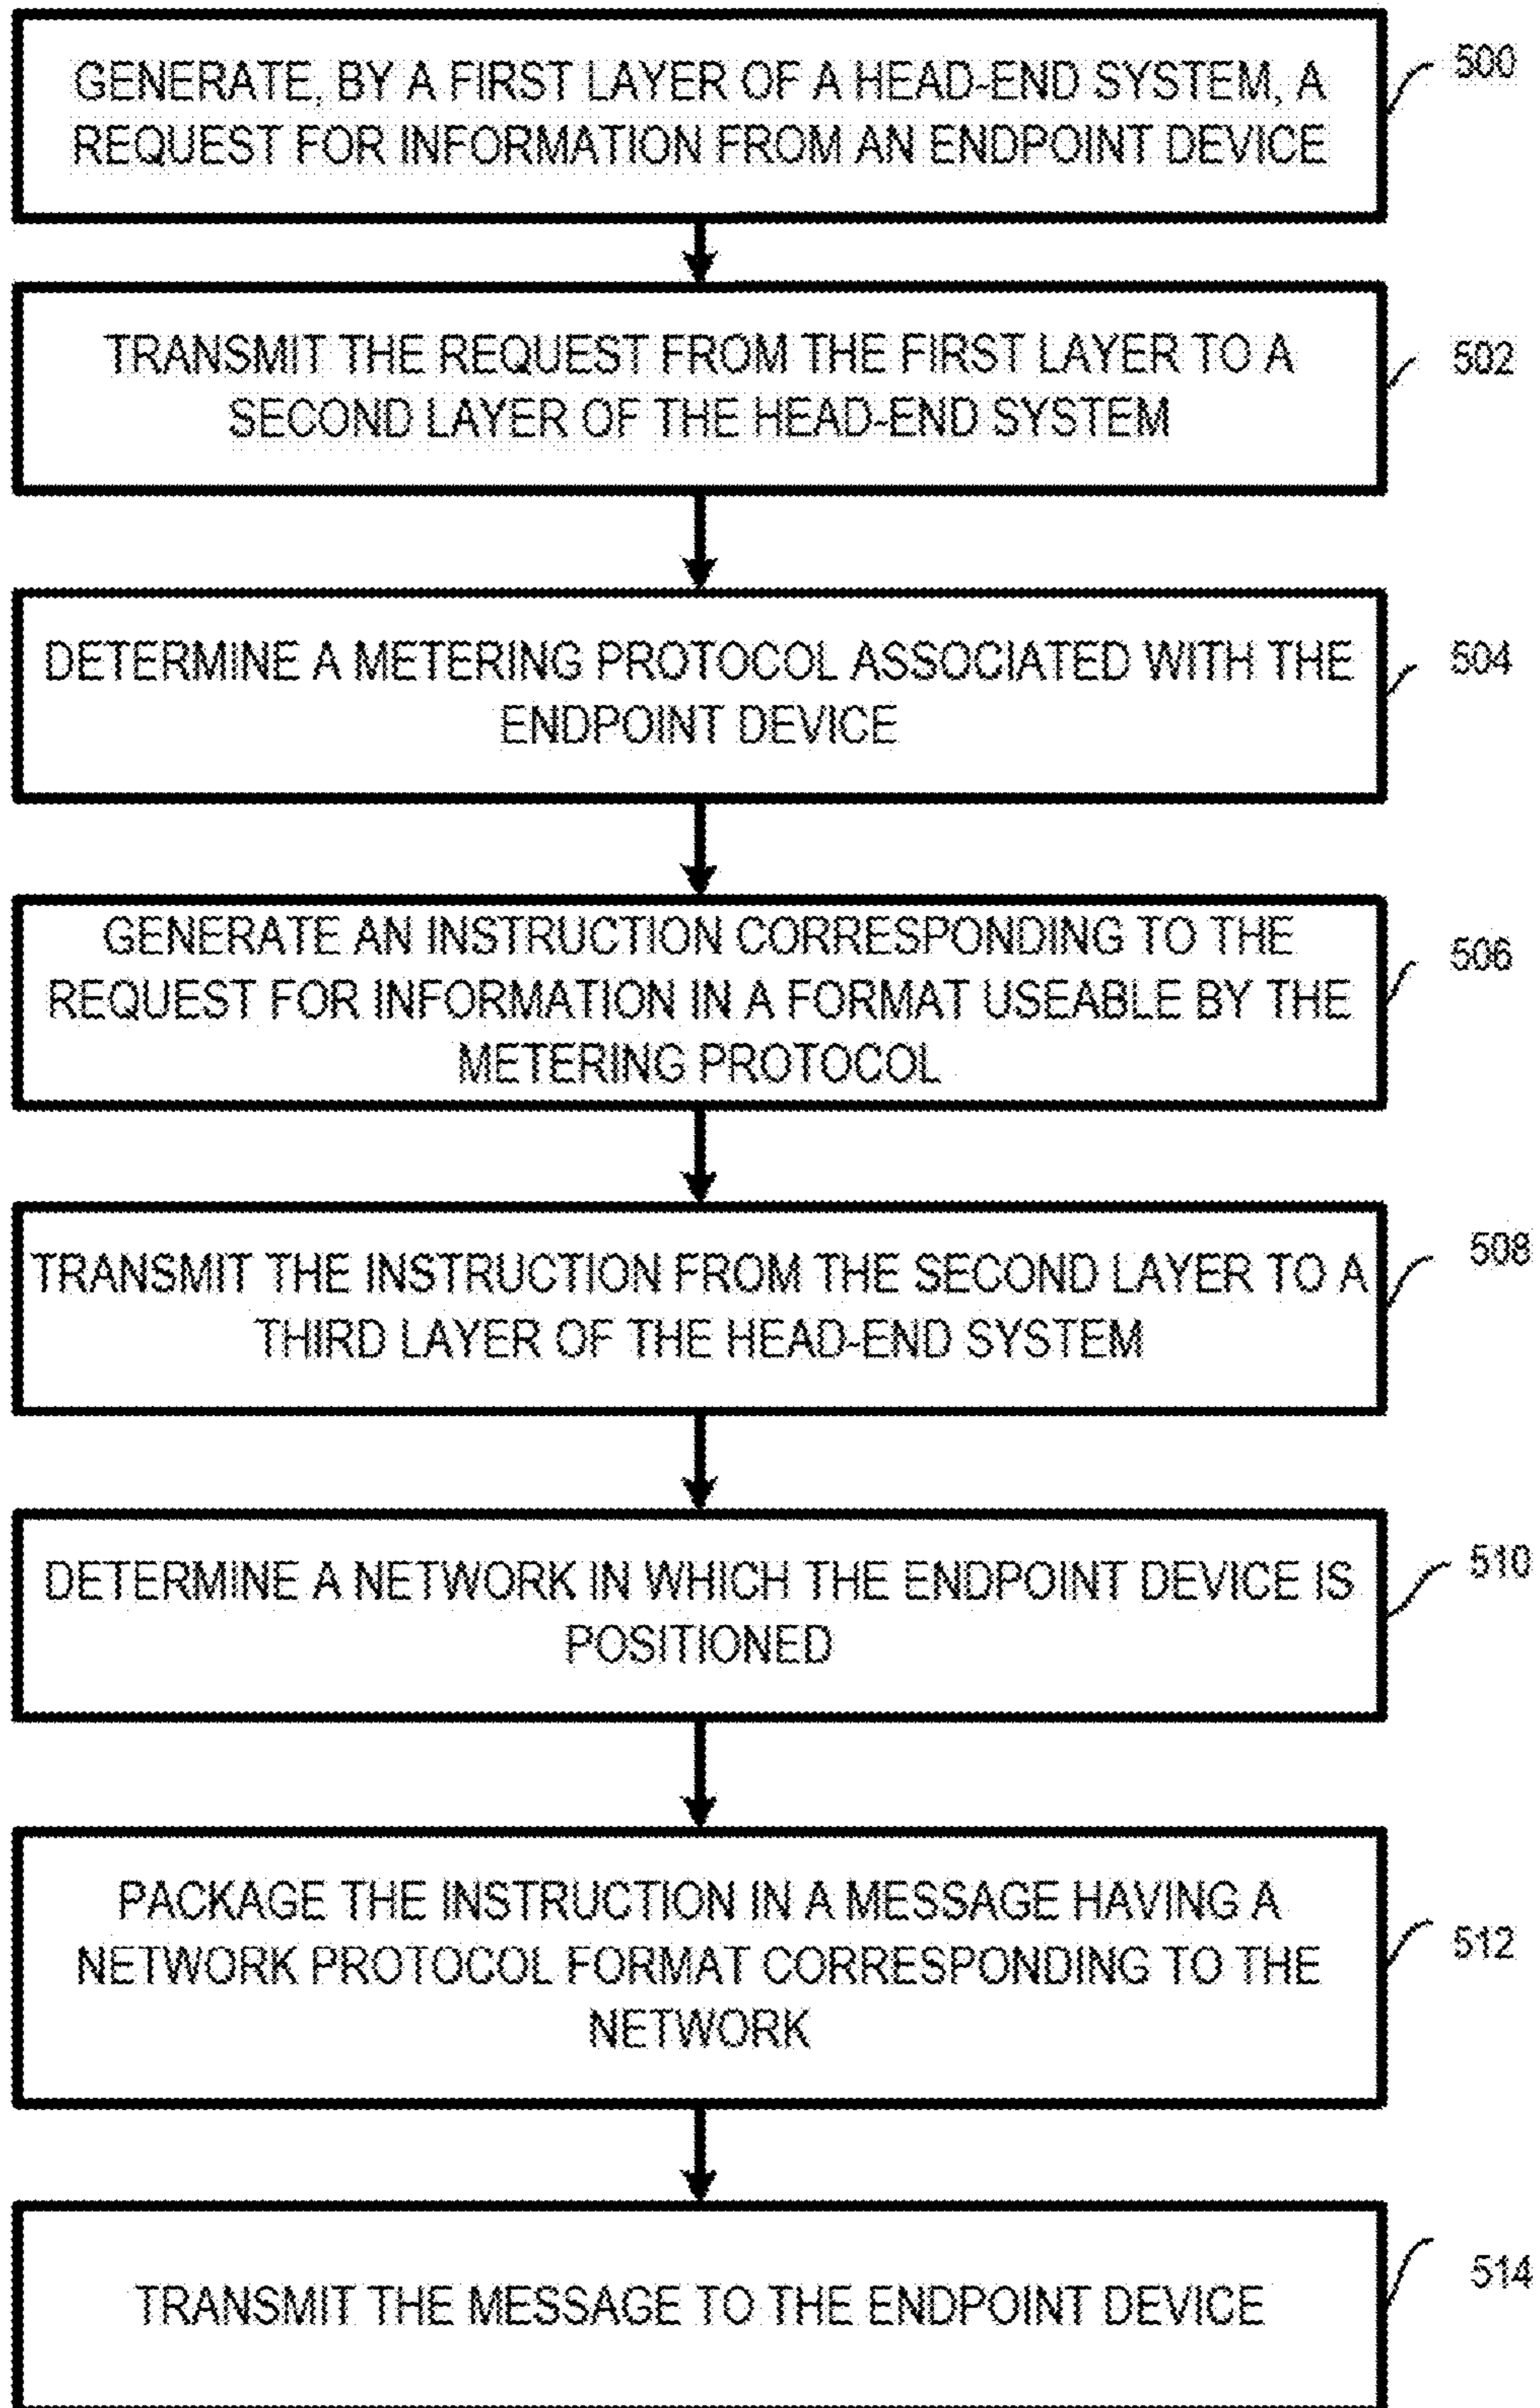 GENERATE, BY A FIRST LAYER OF A HEAD-END SYSTEM, A
REQUEST FOR INFORMATION FROM AN ENDPOINT DEVICE
500
TRANSMIT THE REQUEST FROM THE FIRST LAYER TO A
SECOND LAYER OF THE HEAD-END SYSTEM
502
DETERMINE A METERING PROTOCOL ASSOCIATED WITH THE
ENDPOINT DEVICE
504
GENERATE AN INSTRUCTION CORRESPONDING TO THE
REQUEST FOR INFORMATION IN A FORMAT USEABLE BY THE
METERING PROTOCOL
506
TRANSMIT THE INSTRUCTION FROM THE SECOND LAYER TO A
THIRD LAYER OF THE HEAD-END SYSTEM
508
DETERMINE A NETWORK IN WHICH THE ENDPOINT DEVICE IS
POSITIONED
510
PACKAGE THE INSTRUCTION IN A MESSAGE HAVING A
NETWORK PROTOCOL FORMAT CORRESPONDING TO THE
NETWORK
512
TRANSMIT THE MESSAGE TO THE ENDPOINT DEVICE
514